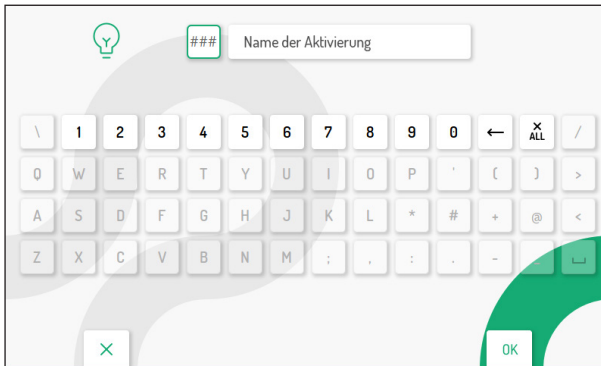 ### Name der Aktivierung
\ 1 2 3 4 5 6 7 8 9 0 ← × ALL /
Q W E R T Y U I O P ' ( ) >
A S D F G H J K L * # + @ <
Z X C V B N M ; , : . - _ ⎵
× OK